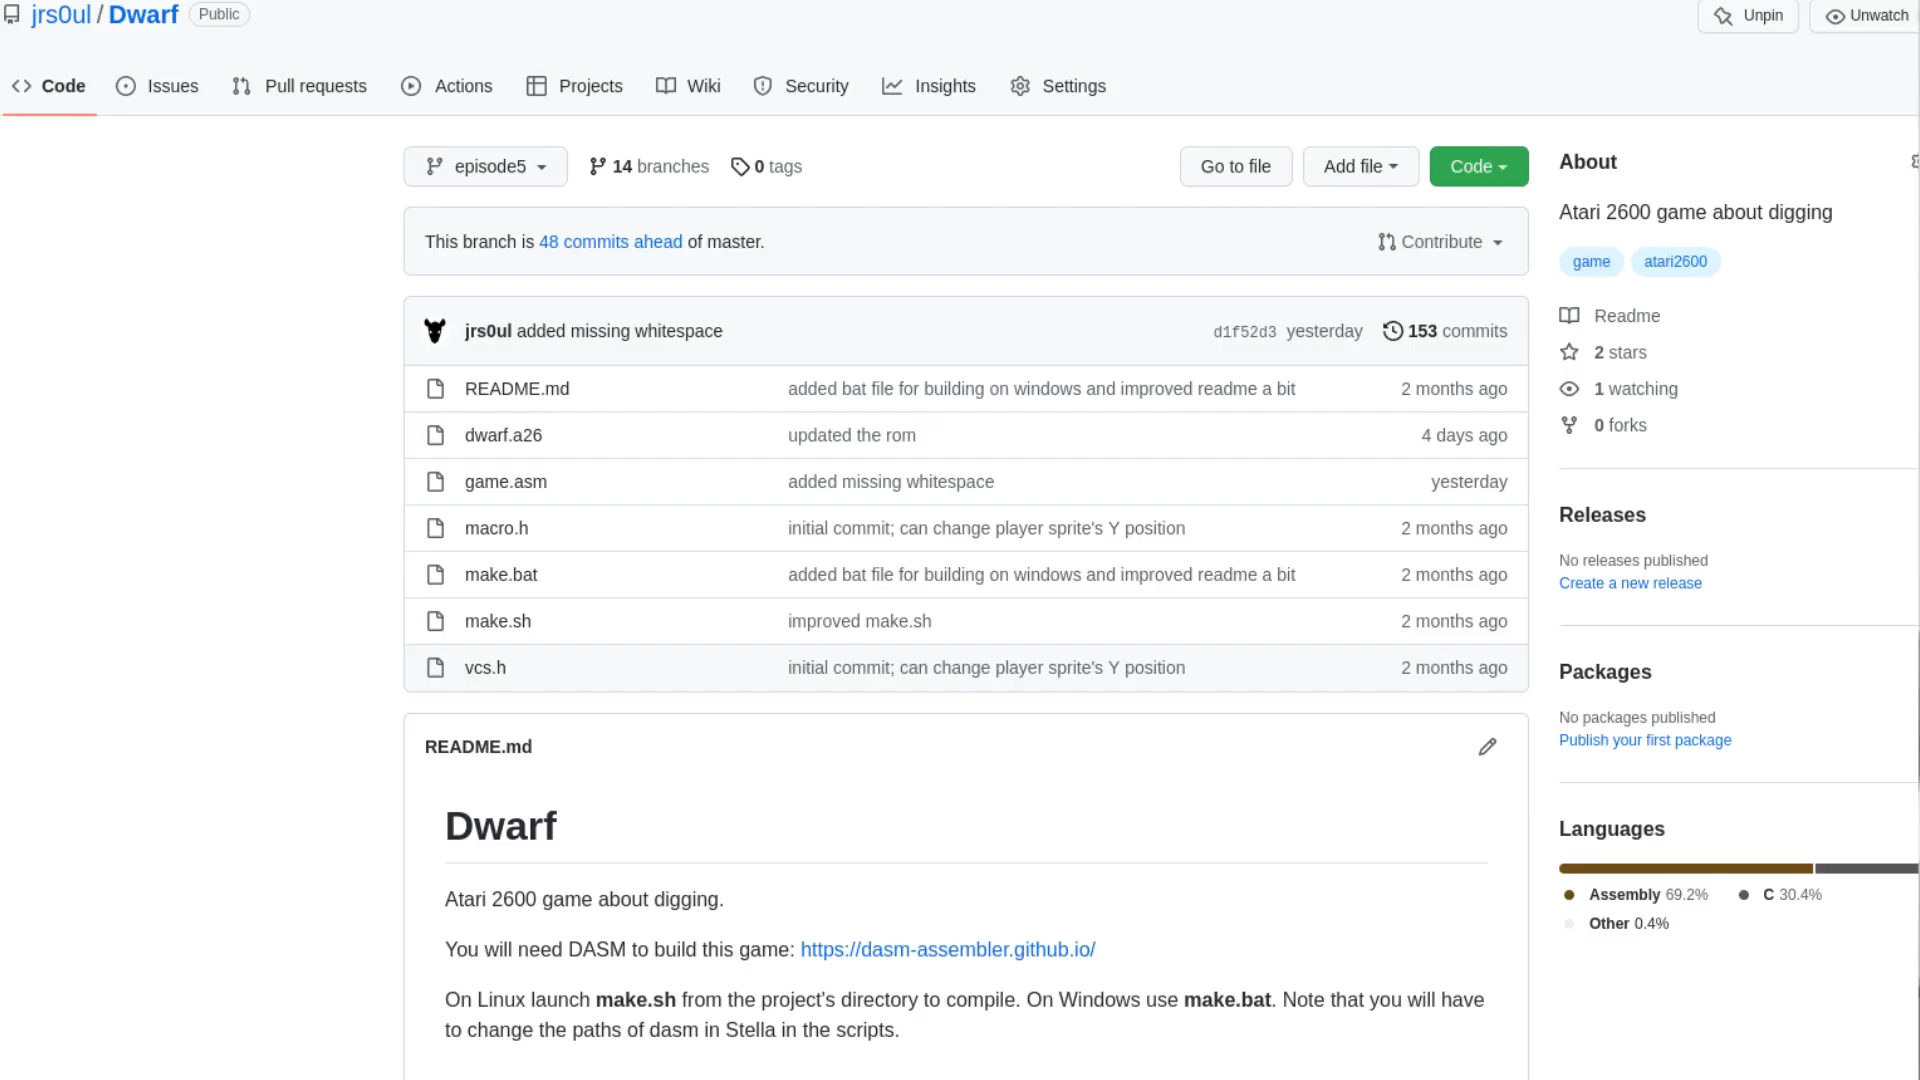 jrs0ul / Dwarf Public Unpin Unwatch
Code Issues Pull requests Actions Projects Wiki Security Insights Settings
episode5 14 branches 0 tags Go to file Add file Code
This branch is 48 commits ahead of master. Contribute
jrs0ul added missing whitespace d1f52d3 yesterday 153 commits
README.md added bat file for building on windows and improved readme a bit 2 months ago
dwarf.a26 updated the rom 4 days ago
game.asm added missing whitespace yesterday
macro.h initial commit; can change player sprite's Y position 2 months ago
make.bat added bat file for building on windows and improved readme a bit 2 months ago
make.sh improved make.sh 2 months ago
vcs.h initial commit; can change player sprite's Y position 2 months ago
README.md
Dwarf
Atari 2600 game about digging.
You will need DASM to build this game: https://dasm-assembler.github.io/
On Linux launch make.sh from the project's directory to compile. On Windows use make.bat. Note that you will have
to change the paths of dasm in Stella in the scripts.
About
Atari 2600 game about digging
game atari2600
Readme
2 stars
1 watching
0 forks
Releases
No releases published
Create a new release
Packages
No packages published
Publish your first package
Languages
Assembly 69.2% C 30.4%
Other 0.4%